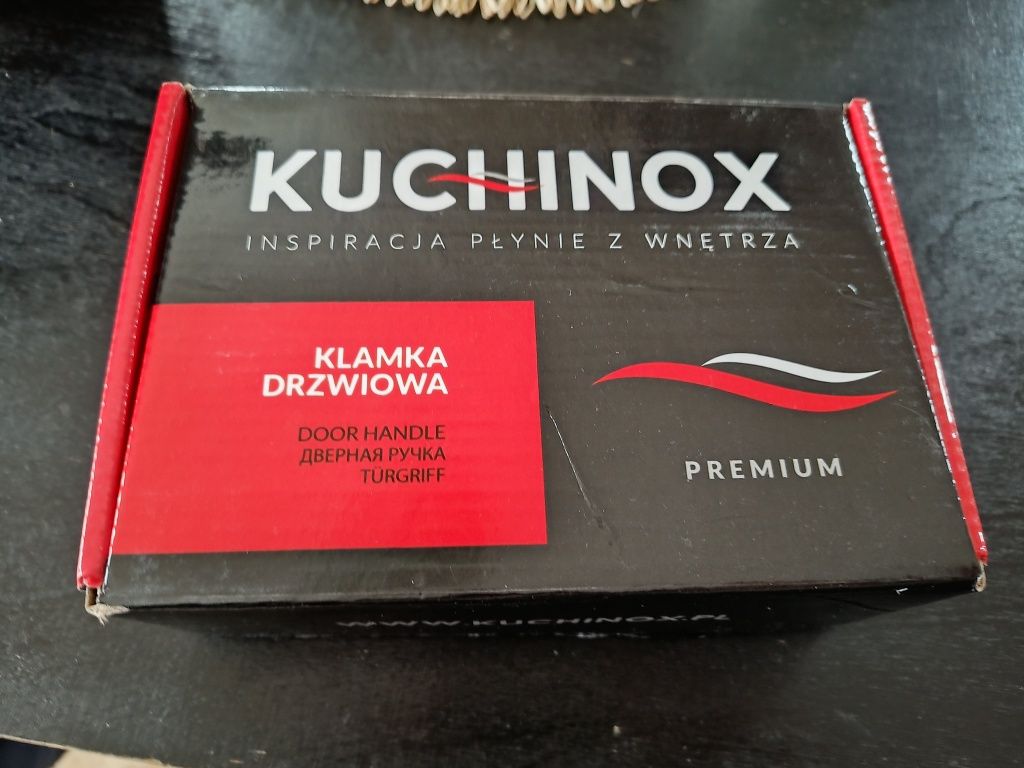 KUCHINOX
INSPIRACJA PŁYNIE Z WNĘTRZA
KLAMKA
DRZWIOWA
DOOR HANDLE
ДВЕРНАЯ РУЧКА
TÜRGRIFF
PREMIUM
WWW.KUCHINOX.PL